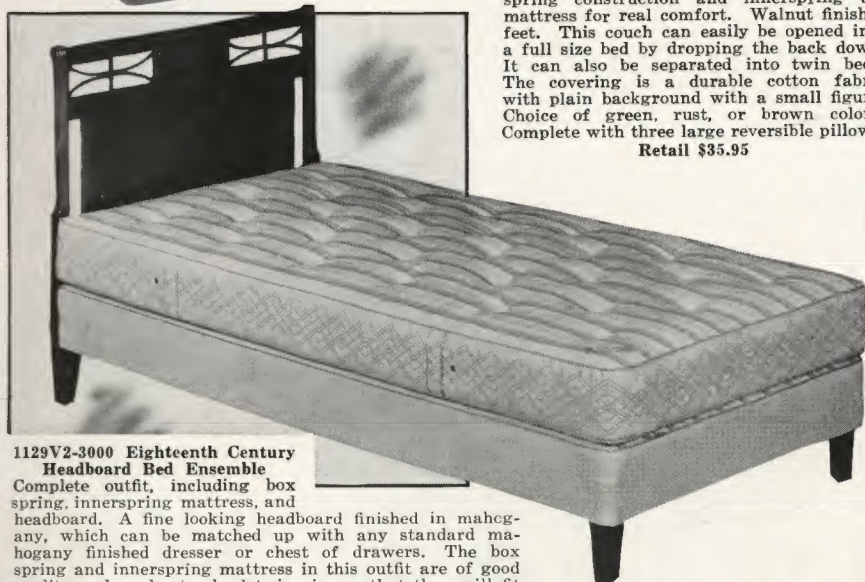 spring construction and innerspring
mattress for real comfort. Walnut finish
feet. This couch can easily be opened in
a full size bed by dropping the back dow
It can also be separated into twin bed
The covering is a durable cotton fabr
with plain background with a small figur
Choice of green, rust, or brown color
Complete with three large reversible pillow
Retail $35.95
1129V2-3000 Eighteenth Century
Headboard Bed Ensemble
Complete outfit, including box
spring, innerspring mattress, and
headboard. A fine looking headboard finished in mahog-
any, which can be matched up with any standard ma-
hogany finished dresser or chest of drawers. The box
spring and innerspring mattress in this outfit are of good